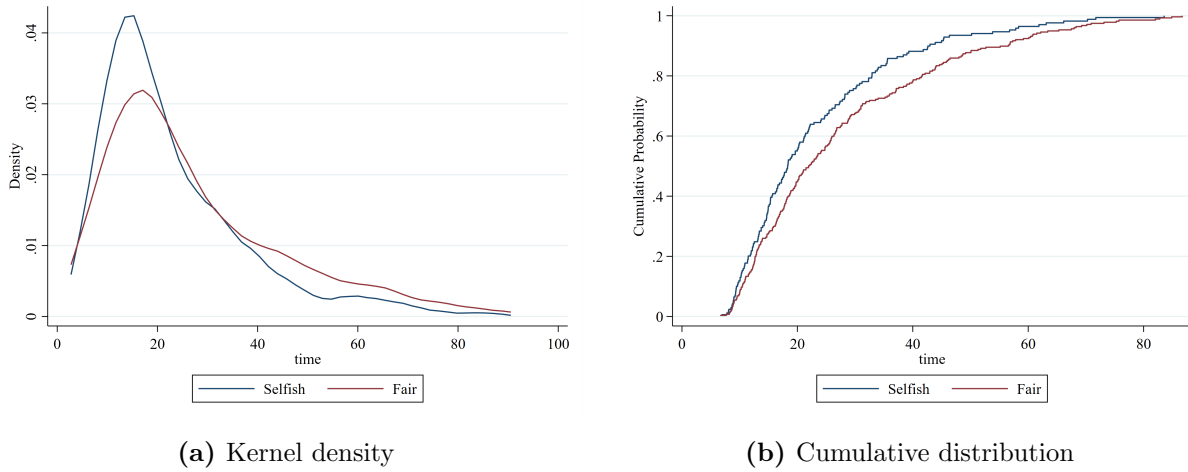 Density
.04
.03
.02
.01
0
0 20 40 60 80 100
time
Selfish Fair
(a) Kernel density
Cumulative Probability
1
.8
.6
.4
.2
0
0 20 40 60 80
time
Selfish Fair
(b) Cumulative distribution